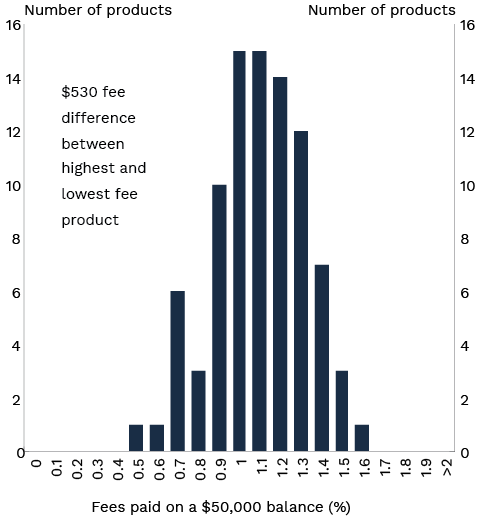 Number of products Number of products
16 16
14 14
12 12
10 10
8 8
6 6
4 4
2 2
0 0
$530 fee
difference
between
highest and
lowest fee
product
0 0.1 0.2 0.3 0.4 0.5 0.6 0.7 0.8 0.9 1 1.1 1.2 1.3 1.4 1.5 1.6 1.7 1.8 1.9 >2
Fees paid on a $50,000 balance (%)